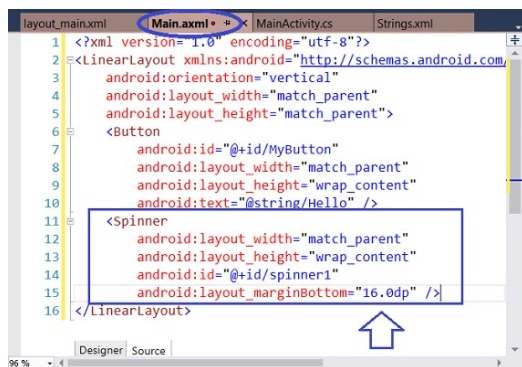 layout_main.xml Main.axml MainActivity.cs Strings.xml
1 <?xml version="1.0" encoding="utf-8"?>
2 <LinearLayout xmlns:android="http://schemas.android.com/
3 android:orientation="vertical"
4 android:layout_width="match_parent"
5 android:layout_height="match_parent">
6 <Button
7 android:id="@+id/MyButton"
8 android:layout_width="match_parent"
9 android:layout_height="wrap_content"
10 android:text="@string/Hello" />
11 <Spinner
12 android:layout_width="match_parent"
13 android:layout_height="wrap_content"
14 android:id="@+id/spinner1"
15 android:layout_marginBottom="16.0dp" />
16 </LinearLayout>
Designer Source
96 %